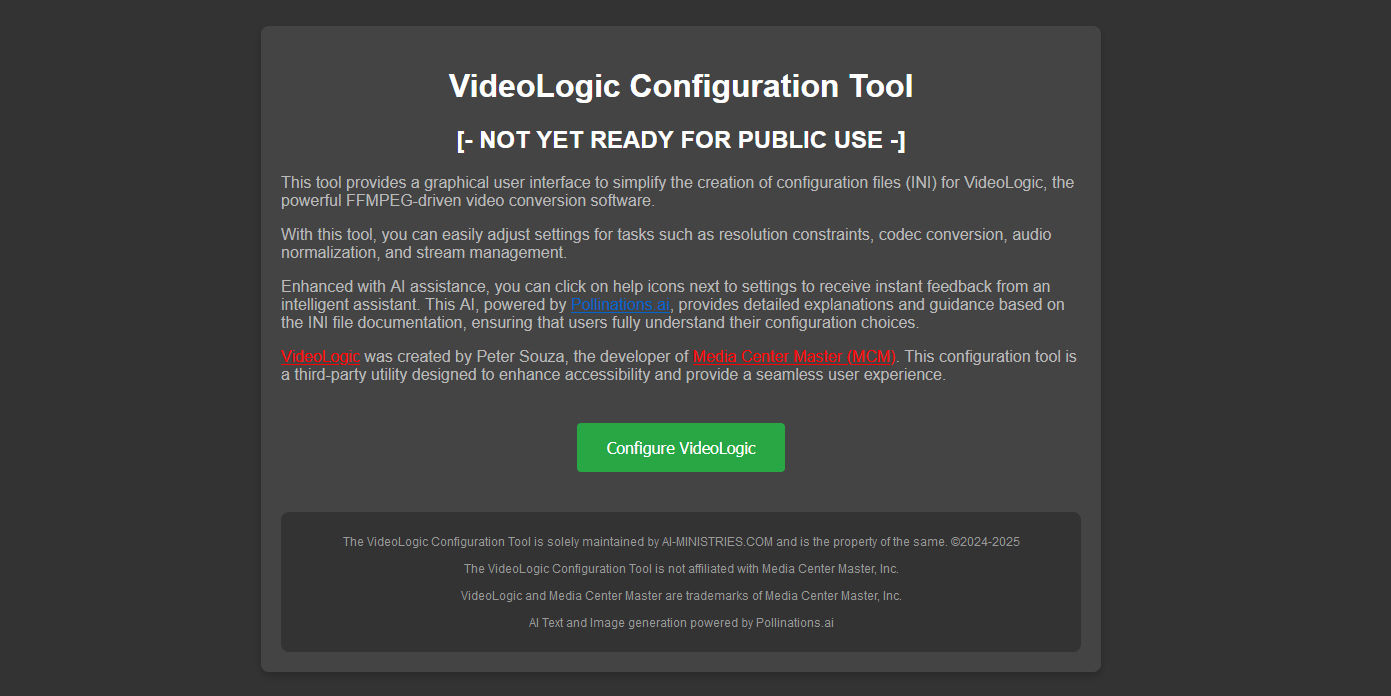 VideoLogic Configuration Tool
[- NOT YET READY FOR PUBLIC USE -]
This tool provides a graphical user interface to simplify the creation of configuration files (INI) for VideoLogic, the
powerful FFMPEG-driven video conversion software.
With this tool, you can easily adjust settings for tasks such as resolution constraints, codec conversion, audio
normalization, and stream management.
Enhanced with AI assistance, you can click on help icons next to settings to receive instant feedback from an
intelligent assistant. This AI, powered by Pollinations.ai, provides detailed explanations and guidance based on
the INI file documentation, ensuring that users fully understand their configuration choices.
VideoLogic was created by Peter Souza, the developer of Media Center Master (MCM). This configuration tool is
a third-party utility designed to enhance accessibility and provide a seamless user experience.
Configure VideoLogic
The VideoLogic Configuration Tool is solely maintained by AI-MINISTRIES.COM and is the property of the same. ©2024-2025
The VideoLogic Configuration Tool is not affiliated with Media Center Master, Inc.
VideoLogic and Media Center Master are trademarks of Media Center Master, Inc.
AI Text and Image generation powered by Pollinations.ai